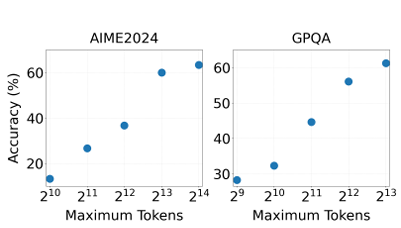 AIME2024
GPQA
Accuracy (%)
60
40
20
2^10 2^11 2^12 2^13 2^14
Maximum Tokens
60
50
40
30
2^9 2^10 2^11 2^12 2^13
Maximum Tokens